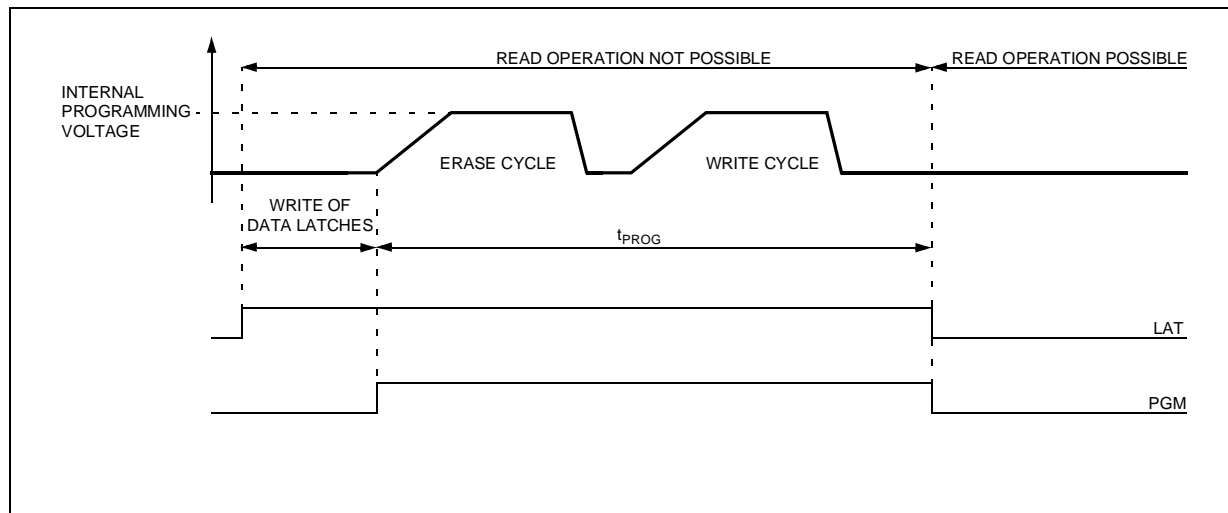 READ OPERATION NOT POSSIBLE
READ OPERATION POSSIBLE
INTERNAL
PROGRAMMING
VOLTAGE
ERASE CYCLE
WRITE CYCLE
WRITE OF
DATA LATCHES
tPROG
LAT
PGM